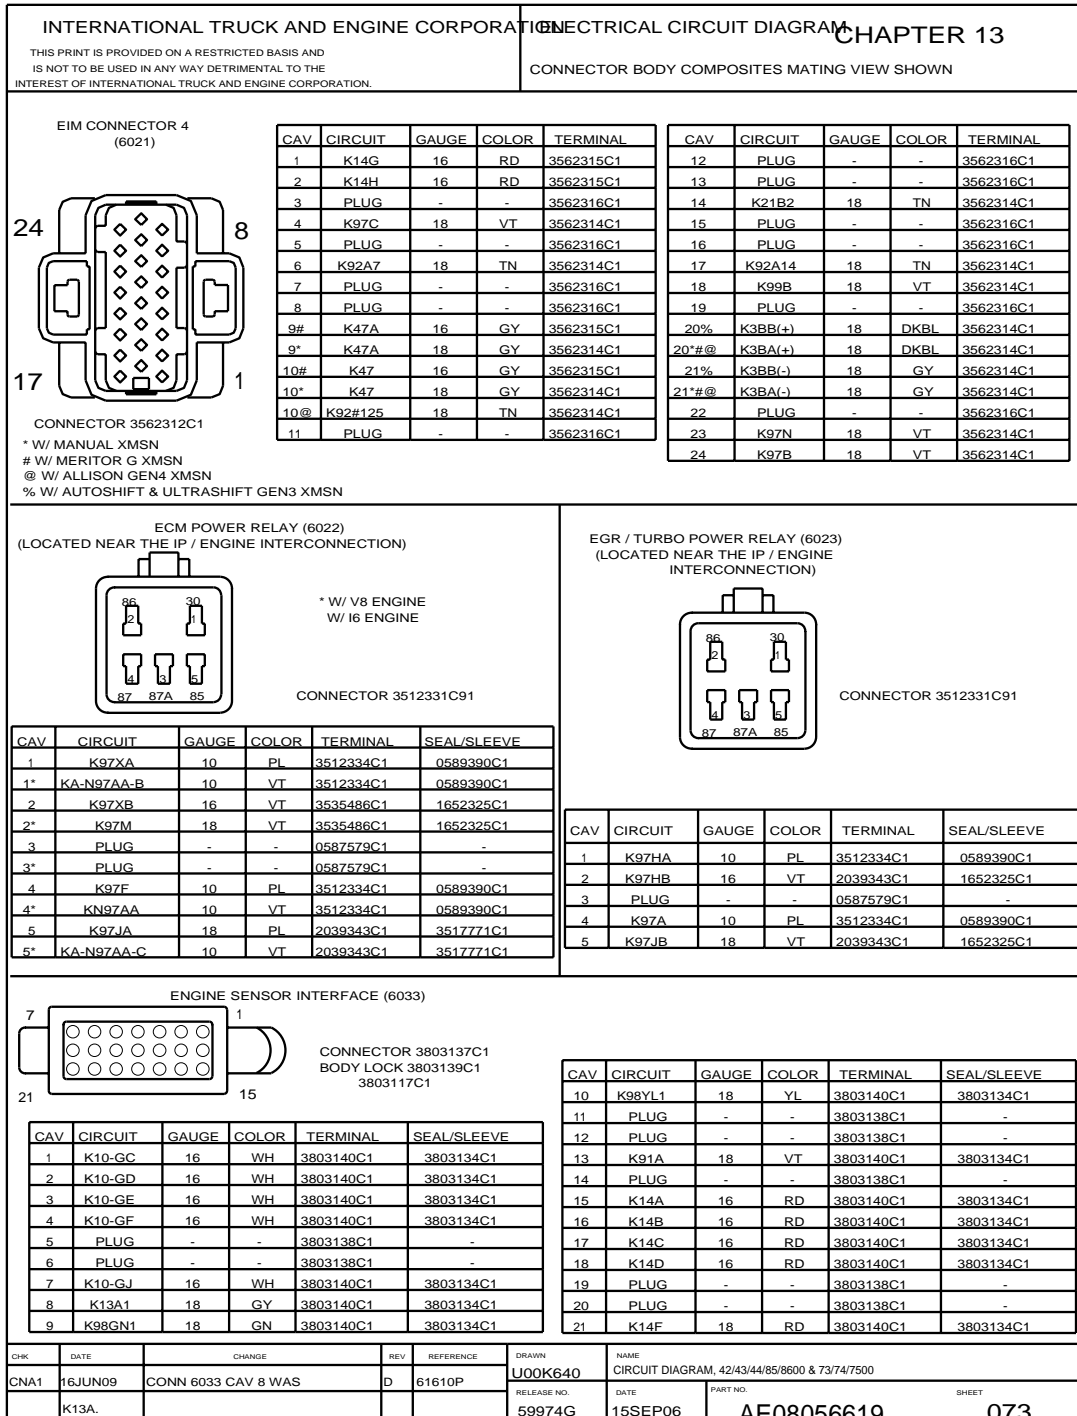 INTERNATIONAL TRUCK AND ENGINE CORPORATION
ELECTRICAL CIRCUIT DIAGRAM
CHAPTER 13
THIS PRINT IS PROVIDED ON A RESTRICTED BASIS AND
IS NOT TO BE USED IN ANY WAY DETRIMENTAL TO THE
INTEREST OF INTERNATIONAL TRUCK AND ENGINE CORPORATION.
CONNECTOR BODY COMPOSITES MATING VIEW SHOWN
EIM CONNECTOR 4
(6021)
24
8
17
1
CONNECTOR 3562312C1
* W/ MANUAL XMSN
# W/ MERITOR G XMSN
@ W/ ALLISON GEN4 XMSN
% W/ AUTOSHIFT & ULTRASHIFT GEN3 XMSN
CAV CIRCUIT GAUGE COLOR TERMINAL
1 K14G 16 RD 3562315C1
2 K14H 16 RD 3562315C1
3 PLUG - - 3562316C1
4 K97C 18 VT 3562314C1
5 PLUG - - 3562316C1
6 K92A7 18 TN 3562314C1
7 PLUG - - 3562316C1
8 PLUG - - 3562316C1
9# K47A 16 GY 3562315C1
9* K47A 18 GY 3562314C1
10# K47 16 GY 3562315C1
10* K47 18 GY 3562314C1
10@ K92#125 18 TN 3562314C1
11 PLUG - - 3562316C1
CAV CIRCUIT GAUGE COLOR TERMINAL
12 PLUG - - 3562316C1
13 PLUG - - 3562316C1
14 K21B2 18 TN 3562314C1
15 PLUG - - 3562316C1
16 PLUG - - 3562316C1
17 K92A14 18 TN 3562314C1
18 K99B 18 VT 3562314C1
19 PLUG - - 3562316C1
20% K3BB(+) 18 DKBL 3562314C1
20*#@ K3BA(+) 18 DKBL 3562314C1
21% K3BB(-) 18 GY 3562314C1
21*#@ K3BA(-) 18 GY 3562314C1
22 PLUG - - 3562316C1
23 K97N 18 VT 3562314C1
24 K97B 18 VT 3562314C1
ECM POWER RELAY (6022)
(LOCATED NEAR THE IP / ENGINE INTERCONNECTION)
86 30
2 1
4 3 5
87 87A 85
* W/ V8 ENGINE
W/ I6 ENGINE
CONNECTOR 3512331C91
CAV CIRCUIT GAUGE COLOR TERMINAL SEAL/SLEEVE
1 K97XA 10 PL 3512334C1 0589390C1
1* KA-N97AA-B 10 VT 3512334C1 0589390C1
2 K97XB 16 VT 3535486C1 1652325C1
2* K97M 18 VT 3535486C1 1652325C1
3 PLUG - - 0587579C1 -
3* PLUG - - 0587579C1 -
4 K97F 10 PL 3512334C1 0589390C1
4* KN97AA 10 VT 3512334C1 0589390C1
5 K97JA 18 PL 2039343C1 3517771C1
5* KA-N97AA-C 10 VT 2039343C1 3517771C1
EGR / TURBO POWER RELAY (6023)
(LOCATED NEAR THE IP / ENGINE
INTERCONNECTION)
86 30
2 1
4 3 5
87 87A 85
CONNECTOR 3512331C91
CAV CIRCUIT GAUGE COLOR TERMINAL SEAL/SLEEVE
1 K97HA 10 PL 3512334C1 0589390C1
2 K97HB 16 VT 2039343C1 1652325C1
3 PLUG - - 0587579C1 -
4 K97A 10 PL 3512334C1 0589390C1
5 K97JB 18 VT 2039343C1 1652325C1
ENGINE SENSOR INTERFACE (6033)
7
1
21
15
CONNECTOR 3803137C1
BODY LOCK 3803139C1
3803117C1
CAV CIRCUIT GAUGE COLOR TERMINAL SEAL/SLEEVE
1 K10-GC 16 WH 3803140C1 3803134C1
2 K10-GD 16 WH 3803140C1 3803134C1
3 K10-GE 16 WH 3803140C1 3803134C1
4 K10-GF 16 WH 3803140C1 3803134C1
5 PLUG - - 3803138C1 -
6 PLUG - - 3803138C1 -
7 K10-GJ 16 WH 3803140C1 3803134C1
8 K13A1 18 GY 3803140C1 3803134C1
9 K98GN1 18 GN 3803140C1 3803134C1
CAV CIRCUIT GAUGE COLOR TERMINAL SEAL/SLEEVE
10 K98YL1 18 YL 3803140C1 3803134C1
11 PLUG - - 3803138C1 -
12 PLUG - - 3803138C1 -
13 K91A 18 VT 3803140C1 3803134C1
14 PLUG - - 3803138C1 -
15 K14A 16 RD 3803140C1 3803134C1
16 K14B 16 RD 3803140C1 3803134C1
17 K14C 16 RD 3803140C1 3803134C1
18 K14D 16 RD 3803140C1 3803134C1
19 PLUG - - 3803138C1 -
20 PLUG - - 3803138C1 -
21 K14F 18 RD 3803140C1 3803134C1
CHK DATE CHANGE REV REFERENCE
CNA1 16JUN09 CONN 6033 CAV 8 WAS D 61610P
K13A.
DRAWN
U00K640
NAME
CIRCUIT DIAGRAM, 42/43/44/85/8600 & 73/74/7500
RELEASE NO.
59974G
DATE
15SEP06
PART NO.
AE08056619
SHEET
073